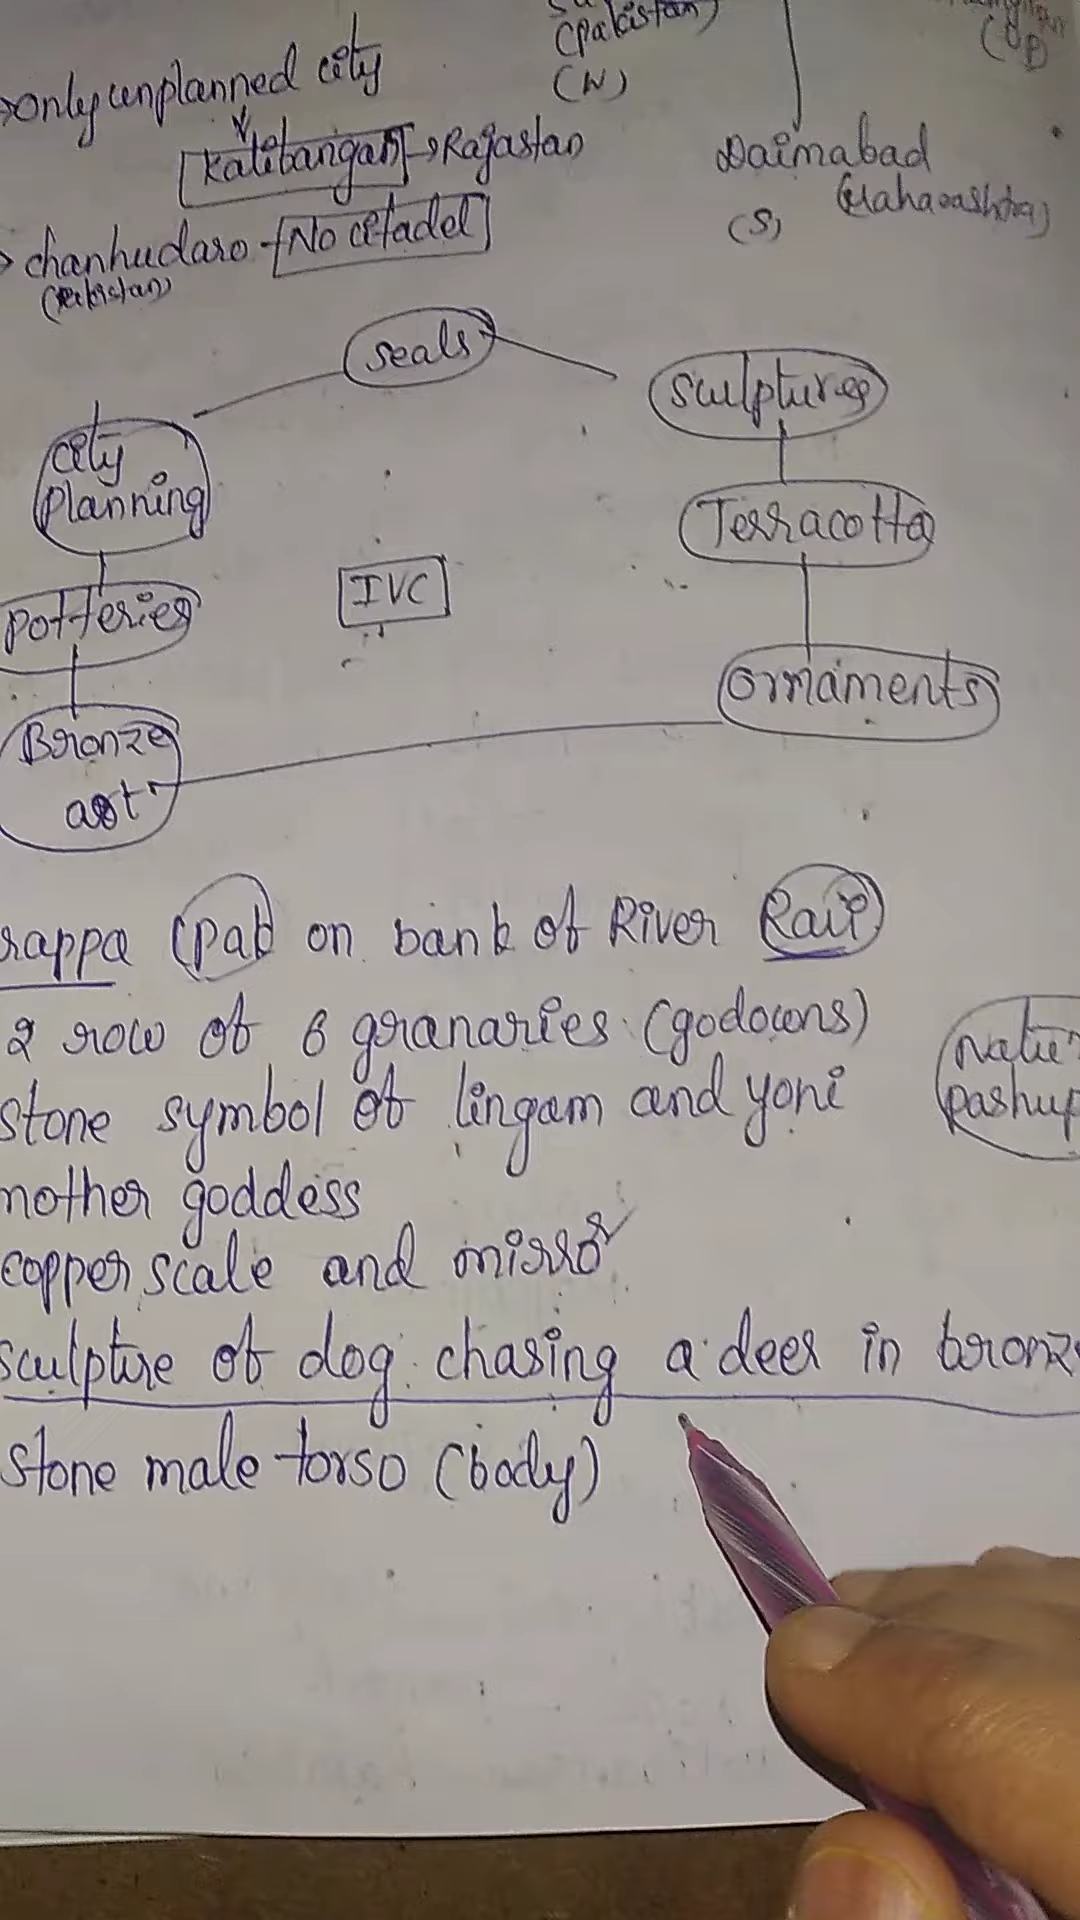 (Pakistan)
(UP)
→only unplanned city
(N)
Kalibangan → Rajastan
Daimabad
(Maharashtra)
(S)
→ chanhudaro - No citadel
(Pakistan)
seals
sculptures
city
planning
Terracotta
IVC
potteries
ornaments
Bronze
art
rappa (Pak) on bank of River Ravi
2 row of 6 granaries (godowns)
stone symbol of lingam and yoni
mother goddess
copper scale and mirror
sculpture of dog chasing a deer in bronze
stone male torso (body)